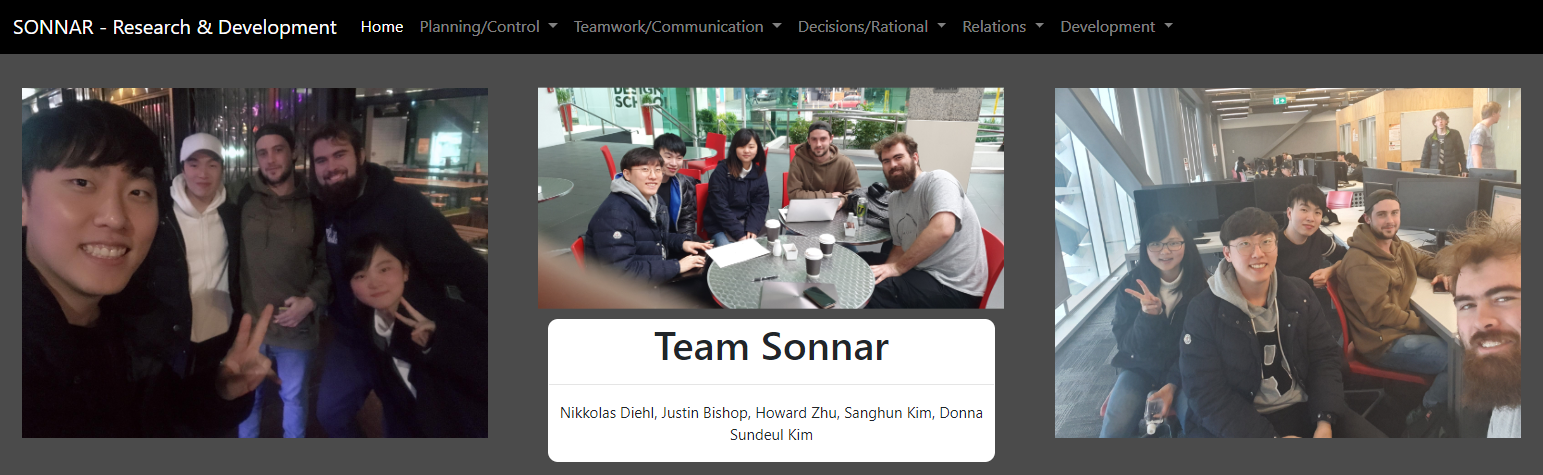 SONNAR - Research & Development Home Planning/Control Teamwork/Communication Decisions/Rational Relations Development
DESIGN
SCHOOL
Team Sonnar
Nikkolas Diehl, Justin Bishop, Howard Zhu, Sanghun Kim, Donna
Sundeul Kim